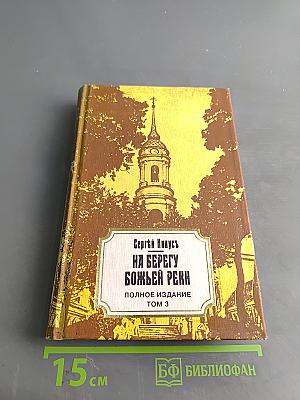 Сергѣй Нилусъ
НА БЕРЕГУ
БОЖЬЕЙ РЕКИ
ПОЛНОЕ ИЗДАНИЕ
ТОМ 3
15 см
БФ БИБЛИОФАН